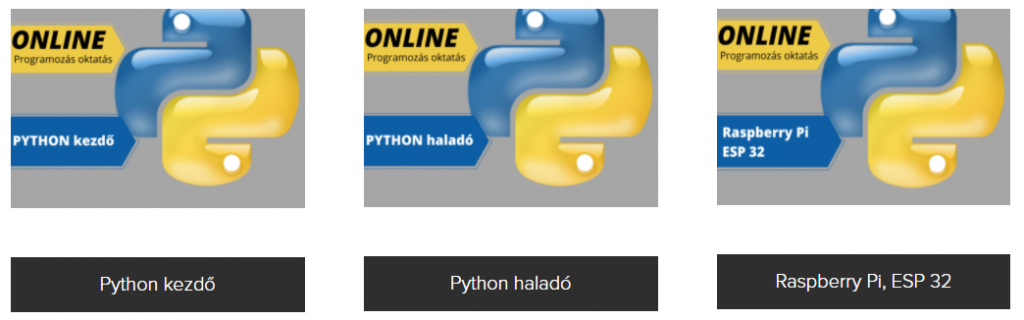 ONLINE
Programozás oktatás
PYTHON kezdő
Python kezdő
ONLINE
Programozás oktatás
PYTHON haladó
Python haladó
ONLINE
Programozás oktatás
Raspberry Pi
ESP 32
Raspberry Pi, ESP 32